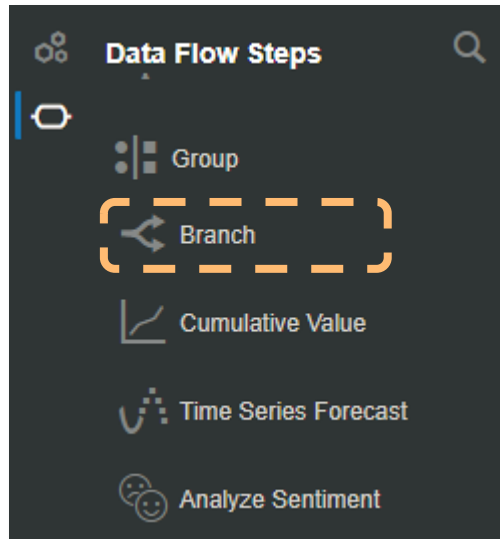 Data Flow Steps
Group
Branch
Cumulative Value
Time Series Forecast
Analyze Sentiment